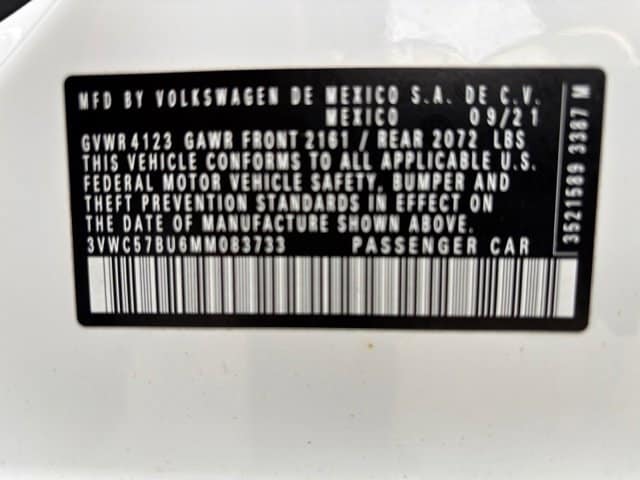 MFD BY VOLKSWAGEN DE MEXICO S.A. DE C.V.
MEXICO 09/21
GVWR 4123 GAWR FRONT 2161 / REAR 2072 LBS
THIS VEHICLE CONFORMS TO ALL APPLICABLE U.S.
FEDERAL MOTOR VEHICLE SAFETY, BUMPER AND
THEFT PREVENTION STANDARDS IN EFFECT ON
THE DATE OF MANUFACTURE SHOWN ABOVE.
3VWC57BU6MM083733 PASSENGER CAR
3521589 3387 M